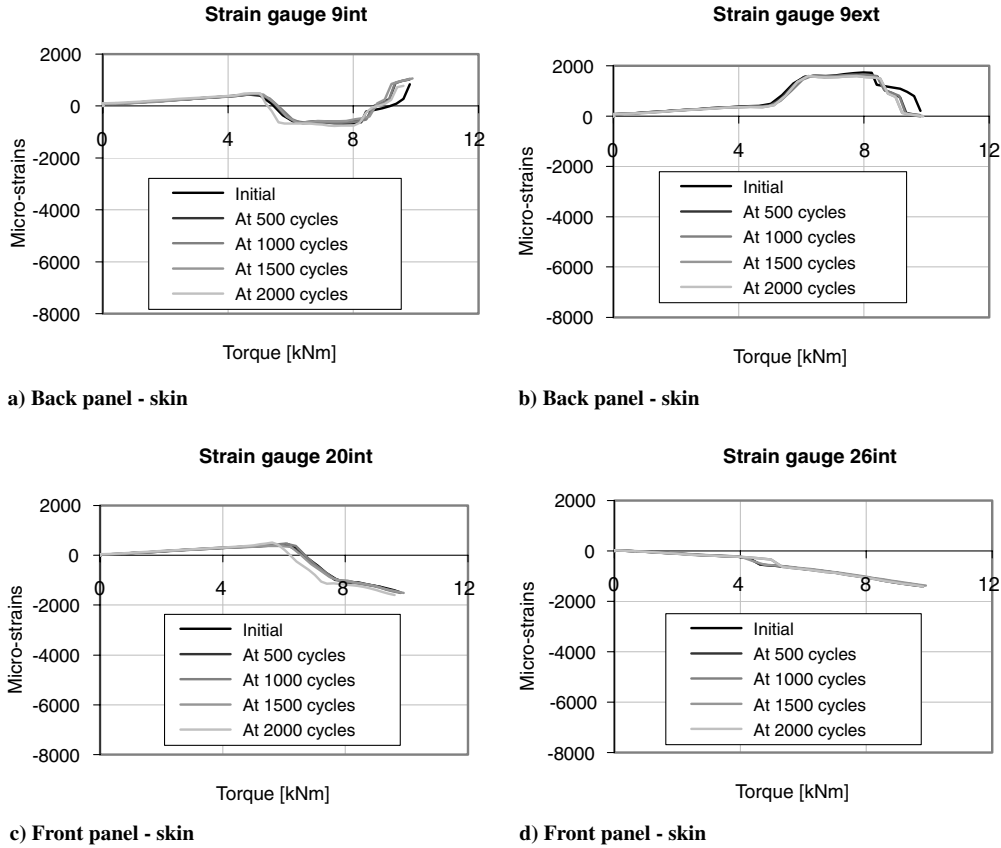 Strain gauge 9int
2000
0
-2000
-4000
-6000
-8000
0 4 8 12
Micro-strains
Initial
At 500 cycles
At 1000 cycles
At 1500 cycles
At 2000 cycles
Torque [kNm]
a) Back panel - skin
Strain gauge 9ext
2000
0
-2000
-4000
-6000
-8000
0 4 8 12
Micro-strains
Initial
At 500 cycles
At 1000 cycles
At 1500 cycles
At 2000 cycles
Torque [kNm]
b) Back panel - skin
Strain gauge 20int
2000
0
-2000
-4000
-6000
-8000
0 4 8 12
Micro-strains
Initial
At 500 cycles
At 1000 cycles
At 1500 cycles
At 2000 cycles
Torque [kNm]
c) Front panel - skin
Strain gauge 26int
2000
0
-2000
-4000
-6000
-8000
0 4 8 12
Micro-strains
Initial
At 500 cycles
At 1000 cycles
At 1500 cycles
At 2000 cycles
Torque [kNm]
d) Front panel - skin